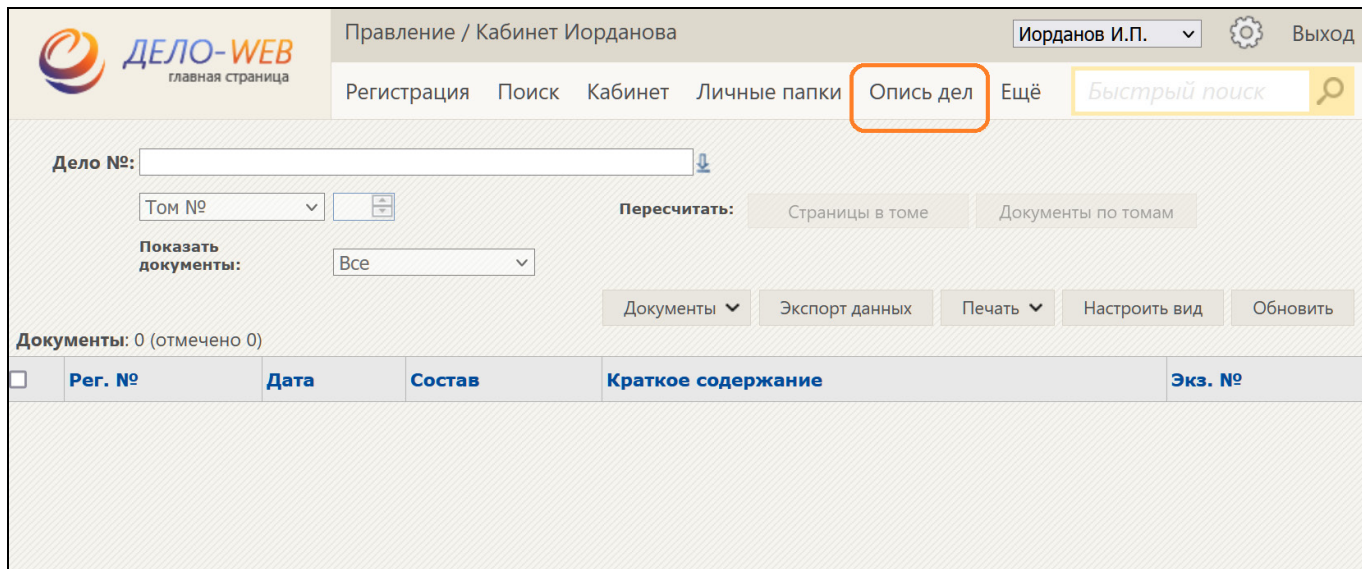 ДЕЛО-WEB
главная страница
Правление / Кабинет Иорданова
Иорданов И.П.
Выход
Регистрация Поиск Кабинет Личные папки Опись дел Ещё
Быстрый поиск
Дело №:
Том №
Пересчитать: Страницы в томе Документы по томам
Показать
документы:
Все
Документы Экспорт данных Печать Настроить вид Обновить
Документы: 0 (отмечено 0)
Рег. № Дата Состав Краткое содержание Экз. №